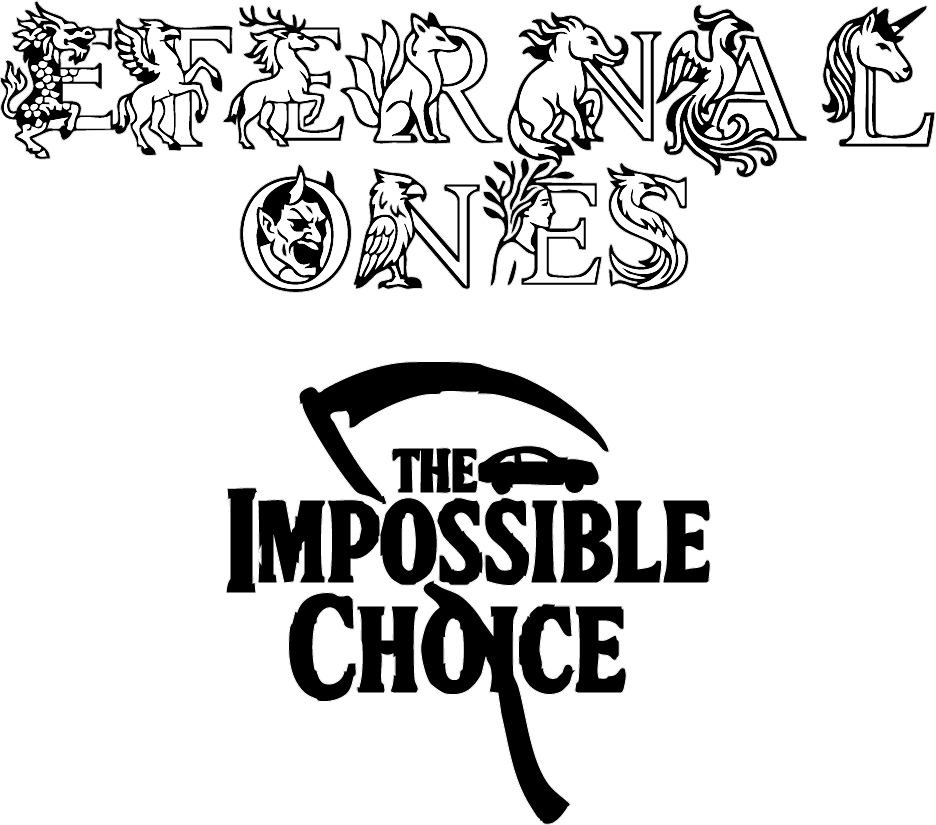 ETERNAL
ONES
THE
IMPOSSIBLE
CHOICE